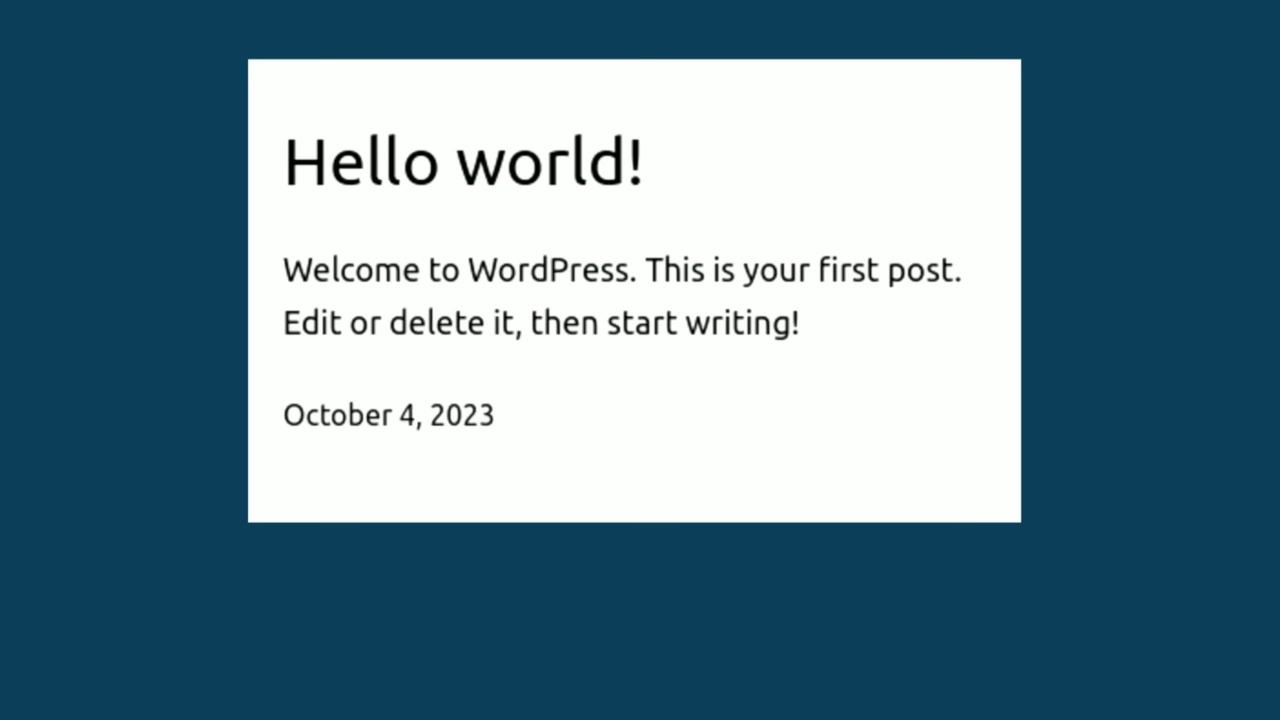 Hello world!
Welcome to WordPress. This is your first post.
Edit or delete it, then start writing!
October 4, 2023